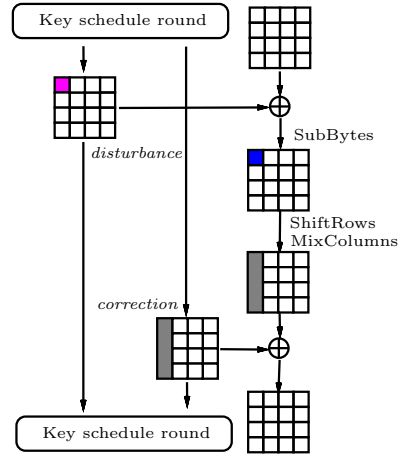 Key schedule round
SubBytes
disturbance
ShiftRows
MixColumns
correction
Key schedule round